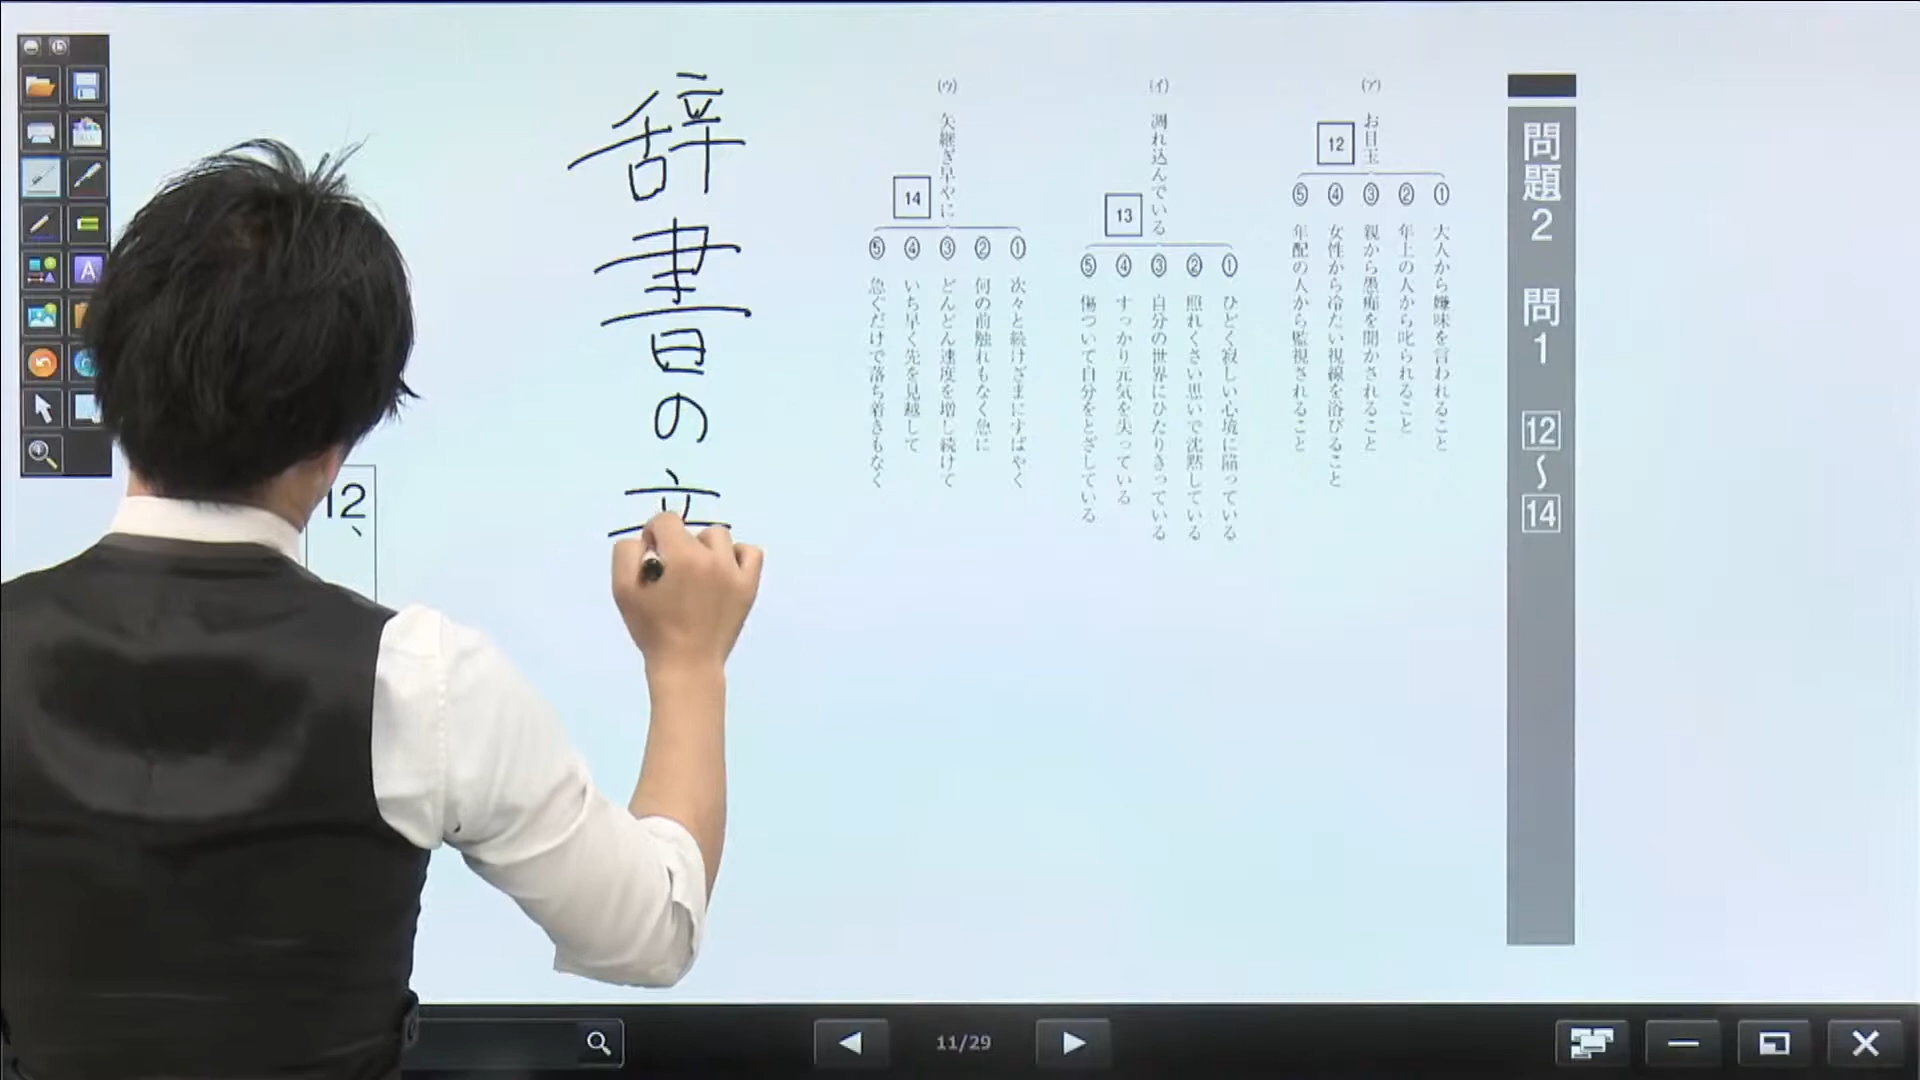 問題2 問1 12～14
(ア) お目玉
12
① 大人から嫌味を言われること
② 年上の人から叱られること
③ 親から愚痴を聞かされること
④ 女性から冷たい視線を浴びること
⑤ 年配の人から監視されること
(イ) 凋れ込んでいる
13
① ひどく寂しい心境に陥っている
② 照れくさい思いで沈黙している
③ 自分の世界にひたりきっている
④ すっかり元気を失っている
⑤ 傷ついて自分をとざしている
(ウ) 矢継ぎ早やに
14
① 次々と続けざまにすばやく
② 何の前触れもなく急に
③ どんどん速度を増し続けて
④ いち早く先を見越して
⑤ 急ぐだけで落ち着きもなく
辞書の
12、
11/29